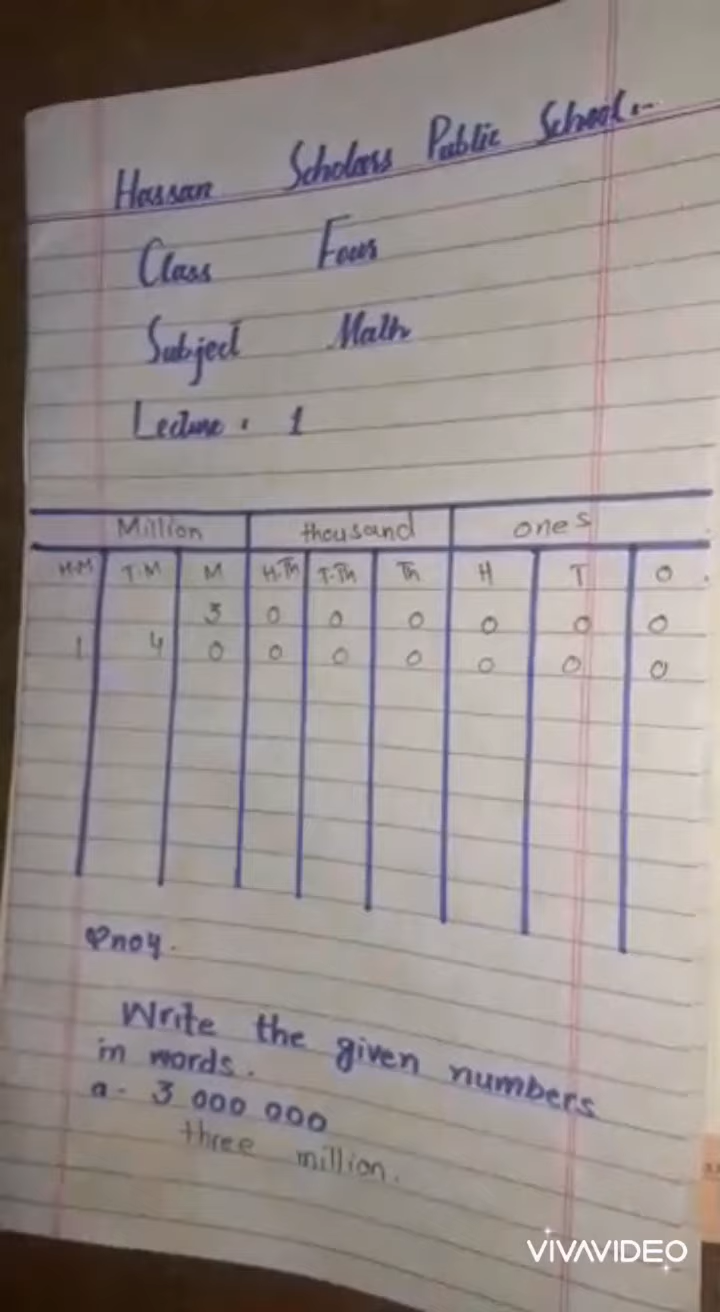 Hassan Scholars Public School...
Class Four
Subject Math
Lecture : 1
Million thousand ones
H.M T.M M H.Th T.Th Th H T O
3 0 0 0 0 0 0
1 4 0 0 0 0 0 0 0
Qno4.
Write the given numbers
in words.
a - 3 000 000
three million.
VIVAVIDEO